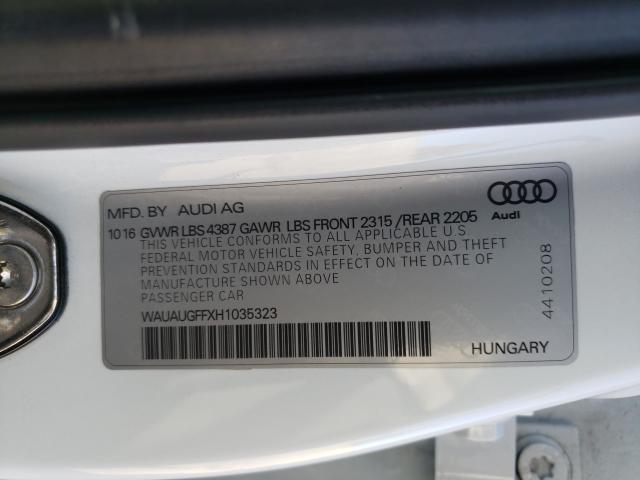 MFD. BY AUDI AG
Audi
1016 GVWR LBS 4387 GAWR LBS FRONT 2315 / REAR 2205
THIS VEHICLE CONFORMS TO ALL APPLICABLE U.S
FEDERAL MOTOR VEHICLE SAFETY, BUMPER AND THEFT
PREVENTION STANDARDS IN EFFECT ON THE DATE OF
MANUFACTURE SHOWN ABOVE
PASSENGER CAR
WAUAUGFFXH1035323
HUNGARY
4410208